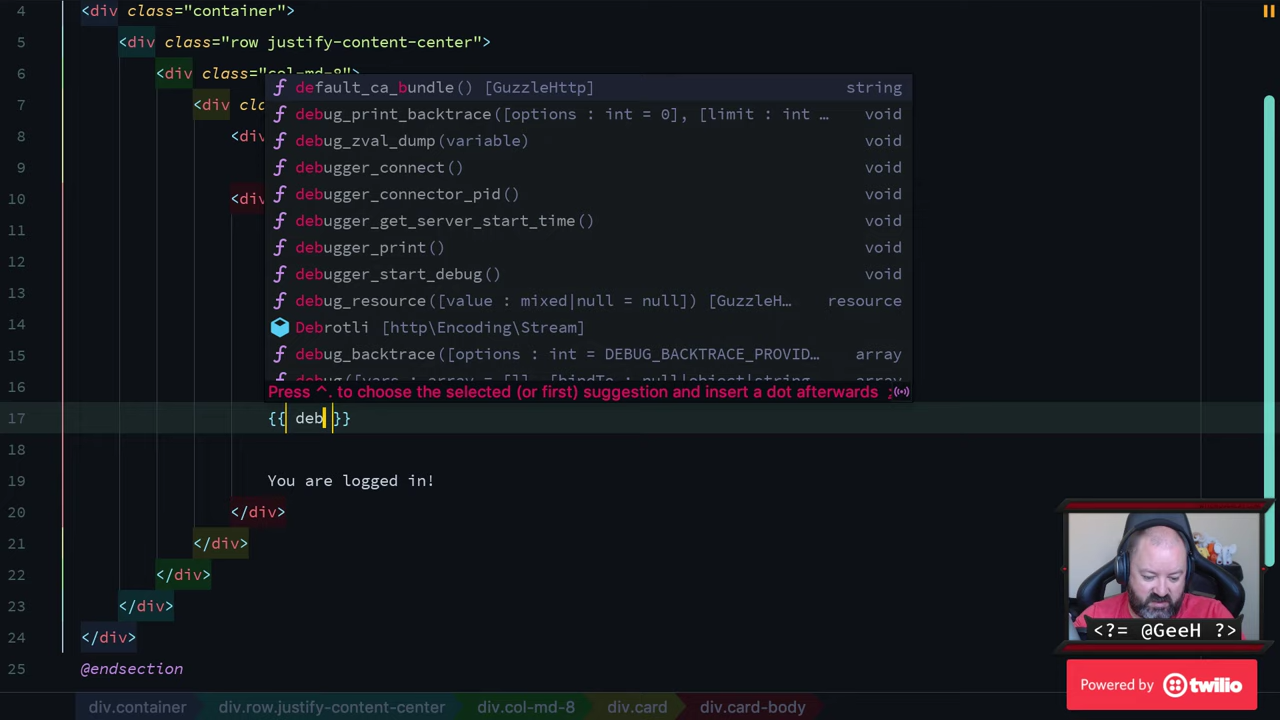 4 <div class="container">
5 <div class="row justify-content-center">
6 <div class="col-md-8">
7 <div cla
8 <div
9
10 <div
11
12
13
14
15
16
17 {{ deb }}
18
19 You are logged in!
20 </div>
21 </div>
22 </div>
23 </div>
24 </div>
25 @endsection
default_ca_bundle() [GuzzleHttp] string
debug_print_backtrace([options : int = 0], [limit : int … void
debug_zval_dump(variable) void
debugger_connect() void
debugger_connector_pid() void
debugger_get_server_start_time() void
debugger_print() void
debugger_start_debug() void
debug_resource([value : mixed|null = null]) [GuzzleH… resource
Debrotli [http\Encoding\Stream]
debug_backtrace([options : int = DEBUG_BACKTRACE_PROVID… array
debug([vars : array = []], [bindTo : null|object|string array
Press ^. to choose the selected (or first) suggestion and insert a dot afterwards
<?= @GeeH ?>
Powered by twilio
div.container div.row.justify-content-center div.col-md-8 div.card div.card-body